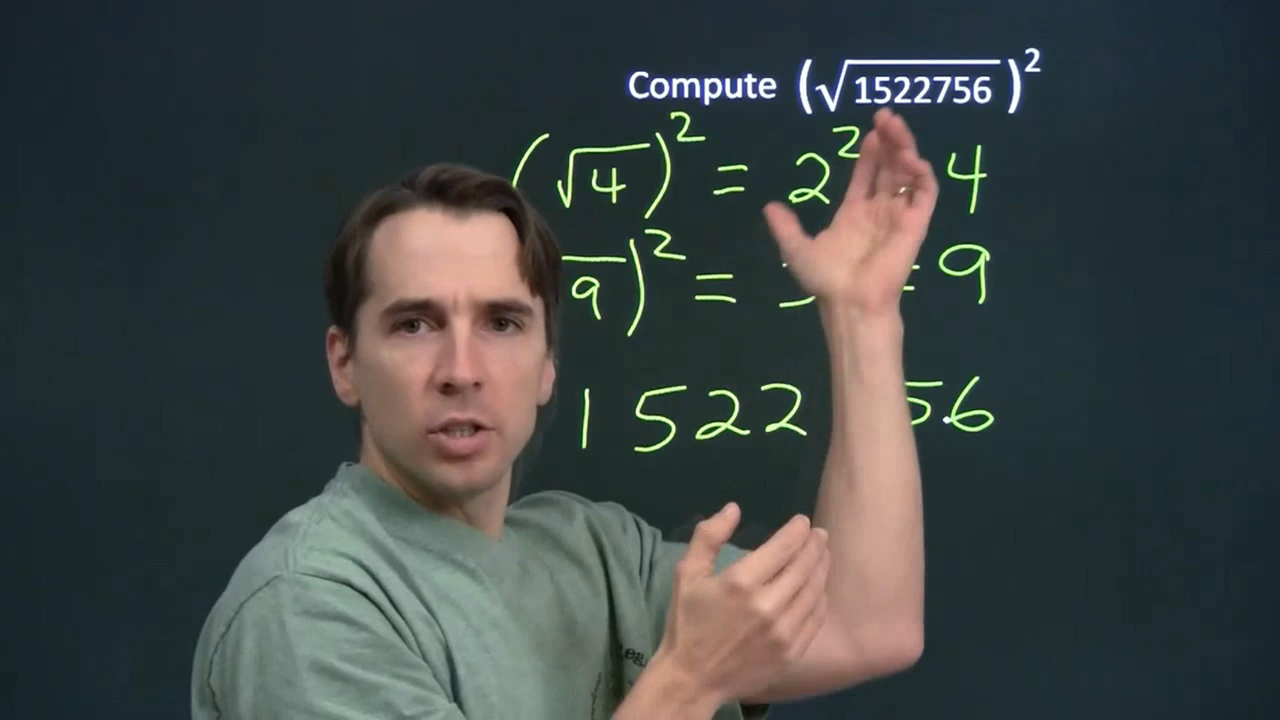 Compute (√1522756)²
(√4)² = 2² 4
9)² = = 9
1522 56